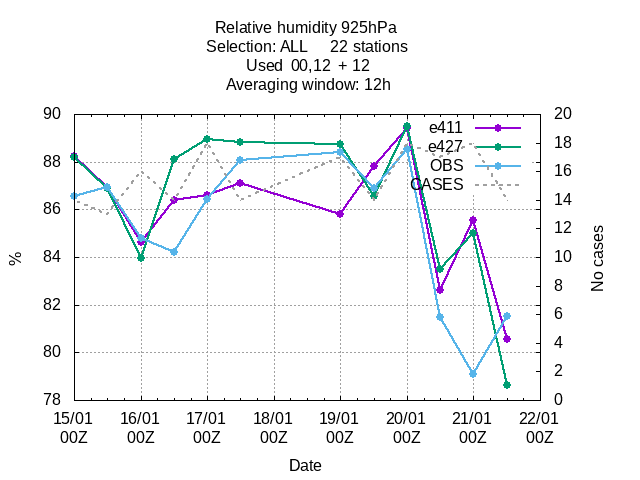 Relative humidity 925hPa
Selection: ALL 22 stations
Used 00,12 + 12
Averaging window: 12h
90 20
e411 18
88 e427 16
OBS
CASES
86 14
12
84 10
8
82 6
4
80 2
78 0
%
No cases
15/01 16/01 17/01 18/01 19/01 20/01 21/01 22/01
00Z 00Z 00Z 00Z 00Z 00Z 00Z 00Z
Date